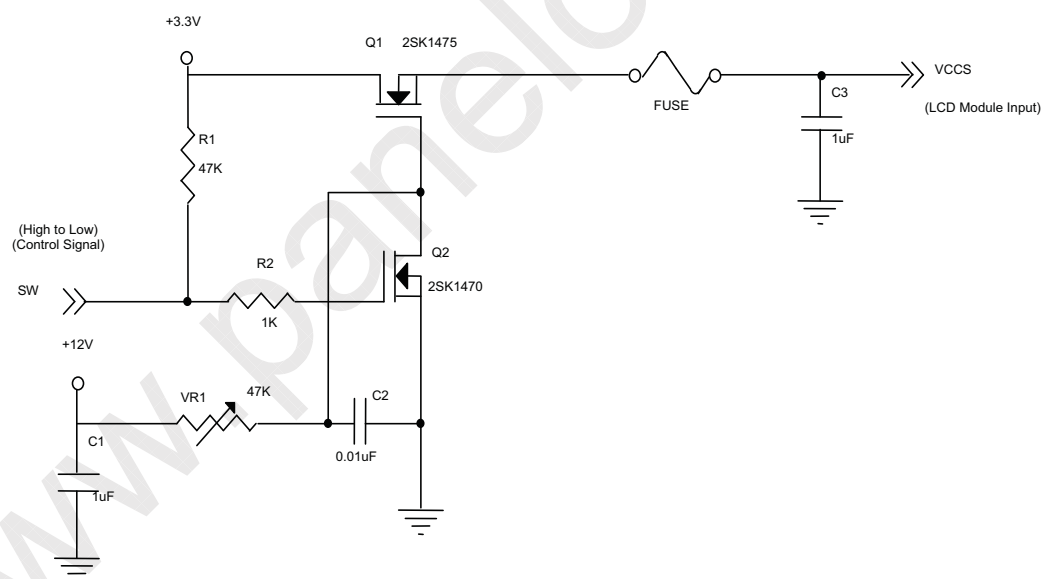 +3.3V
Q1 2SK1475
VCCS
FUSE
C3
(LCD Module Input)
1uF
R1
47K
(High to Low)
(Control Signal)
Q2
R2
SW
2SK1470
1K
+12V
VR1
47K
C2
C1
0.01uF
1uF
www.panelo